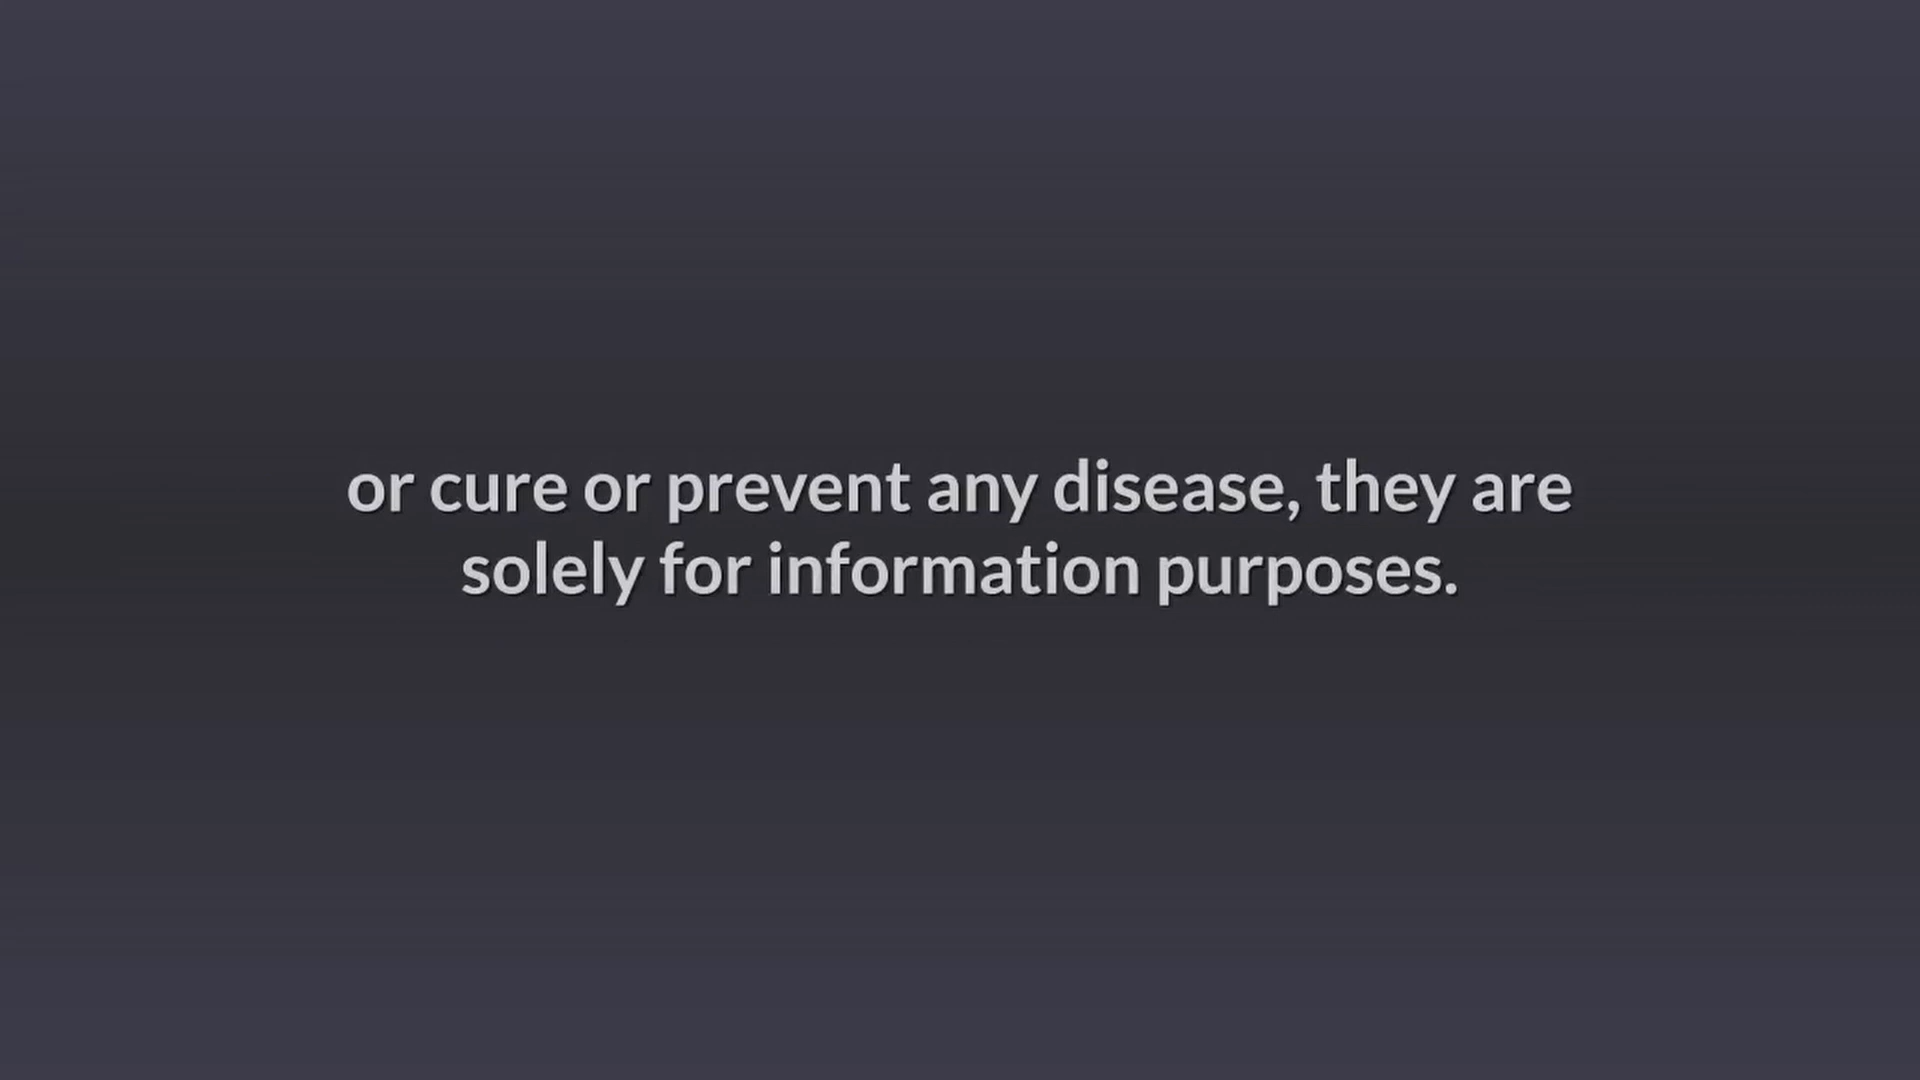 or cure or prevent any disease, they are
solely for information purposes.